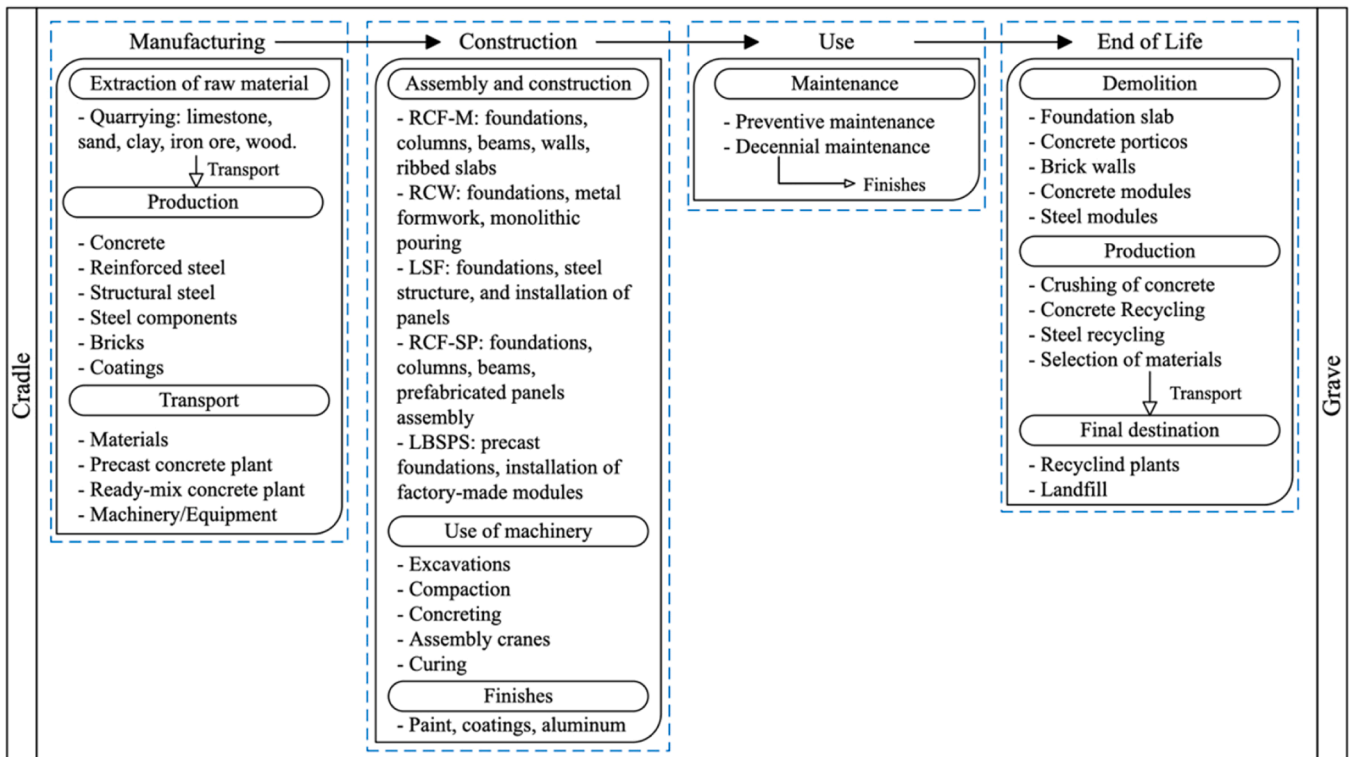 Cradle
Manufacturing
Extraction of raw material
- Quarrying: limestone,
sand, clay, iron ore, wood.
Transport
Production
- Concrete
- Reinforced steel
- Structural steel
- Steel components
- Bricks
- Coatings
Transport
- Materials
- Precast concrete plant
- Ready-mix concrete plant
- Machinery/Equipment
Construction
Assembly and construction
- RCF-M: foundations,
columns, beams, walls,
ribbed slabs
- RCW: foundations, metal
formwork, monolithic
pouring
- LSF: foundations, steel
structure, and installation of
panels
- RCF-SP: foundations,
columns, beams,
prefabricated panels
assembly
- LBSPS: precast
foundations, installation of
factory-made modules
Use of machinery
- Excavations
- Compaction
- Concreting
- Assembly cranes
- Curing
Finishes
- Paint, coatings, aluminum
Use
Maintenance
- Preventive maintenance
- Decennial maintenance
Finishes
End of Life
Demolition
- Foundation slab
- Concrete porticos
- Brick walls
- Concrete modules
- Steel modules
Production
- Crushing of concrete
- Concrete Recycling
- Steel recycling
- Selection of materials
Transport
Final destination
- Recyclind plants
- Landfill
Grave